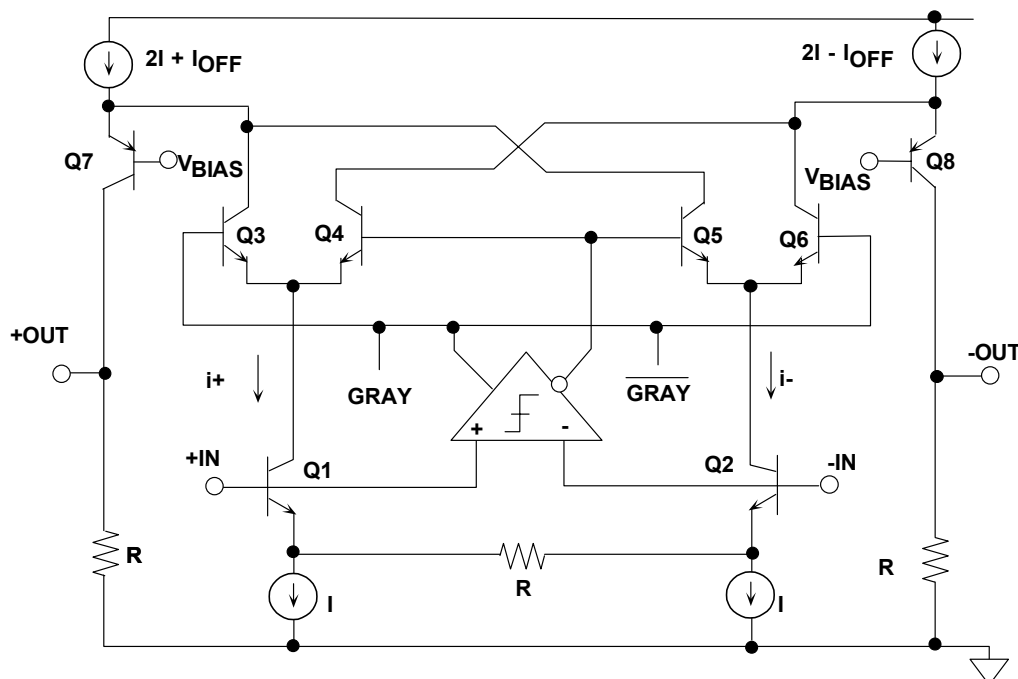 2I + IOFF
2I - IOFF
Q7
VBIAS
VBIAS
Q8
Q3
Q4
Q5
Q6
+OUT
-OUT
i+
GRAY
GRAY
i-
+
-
+IN
Q1
Q2
-IN
R
R
R
I
I